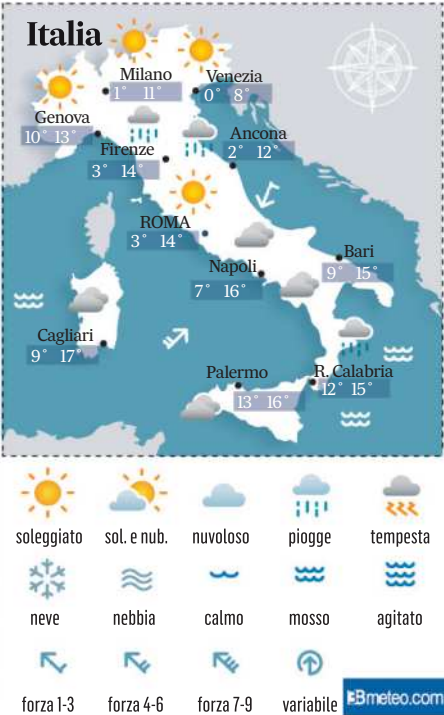 Italia
Milano
1° 11°
Venezia
0° 8°
Genova
10° 13°
Firenze
3° 14°
Ancona
2° 12°
ROMA
3° 14°
Bari
9° 15°
Napoli
7° 16°
Cagliari
9° 17°
Palermo
13° 16°
R. Calabria
12° 15°
soleggiato sol. e nub. nuvoloso piogge tempesta
neve nebbia calmo mosso agitato
forza 1-3 forza 4-6 forza 7-9 variabile
3Bmeteo.com